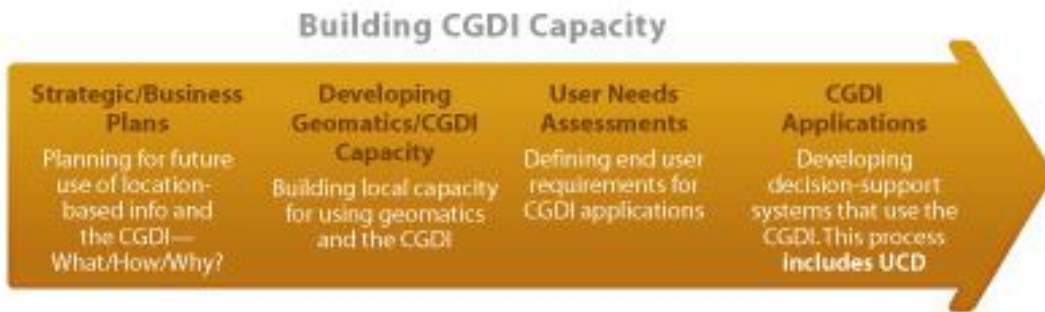 Building CGDI Capacity
Strategic/Business
Plans
Planning for future
use of location-
based info and
the CGDI—
What/How/Why?
Developing
Geomatics/CGDI
Capacity
Building local capacity
for using geomatics
and the CGDI
User Needs
Assessments
Defining end user
requirements for
CGDI applications
CGDI
Applications
Developing
decision-support
systems that use the
CGDI. This process
includes UCD